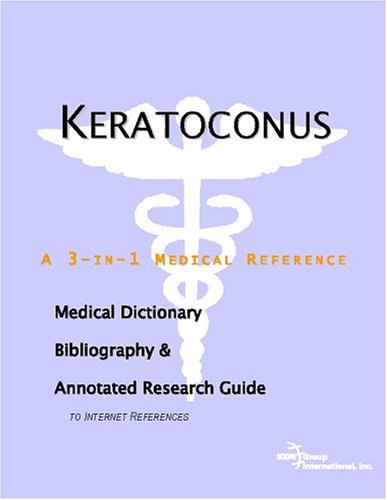 KERATOCONUS
A 3-IN-1 MEDICAL REFERENCE
Medical Dictionary
Bibliography &
Annotated Research Guide
TO INTERNET REFERENCES
ICON Group
International, Inc.